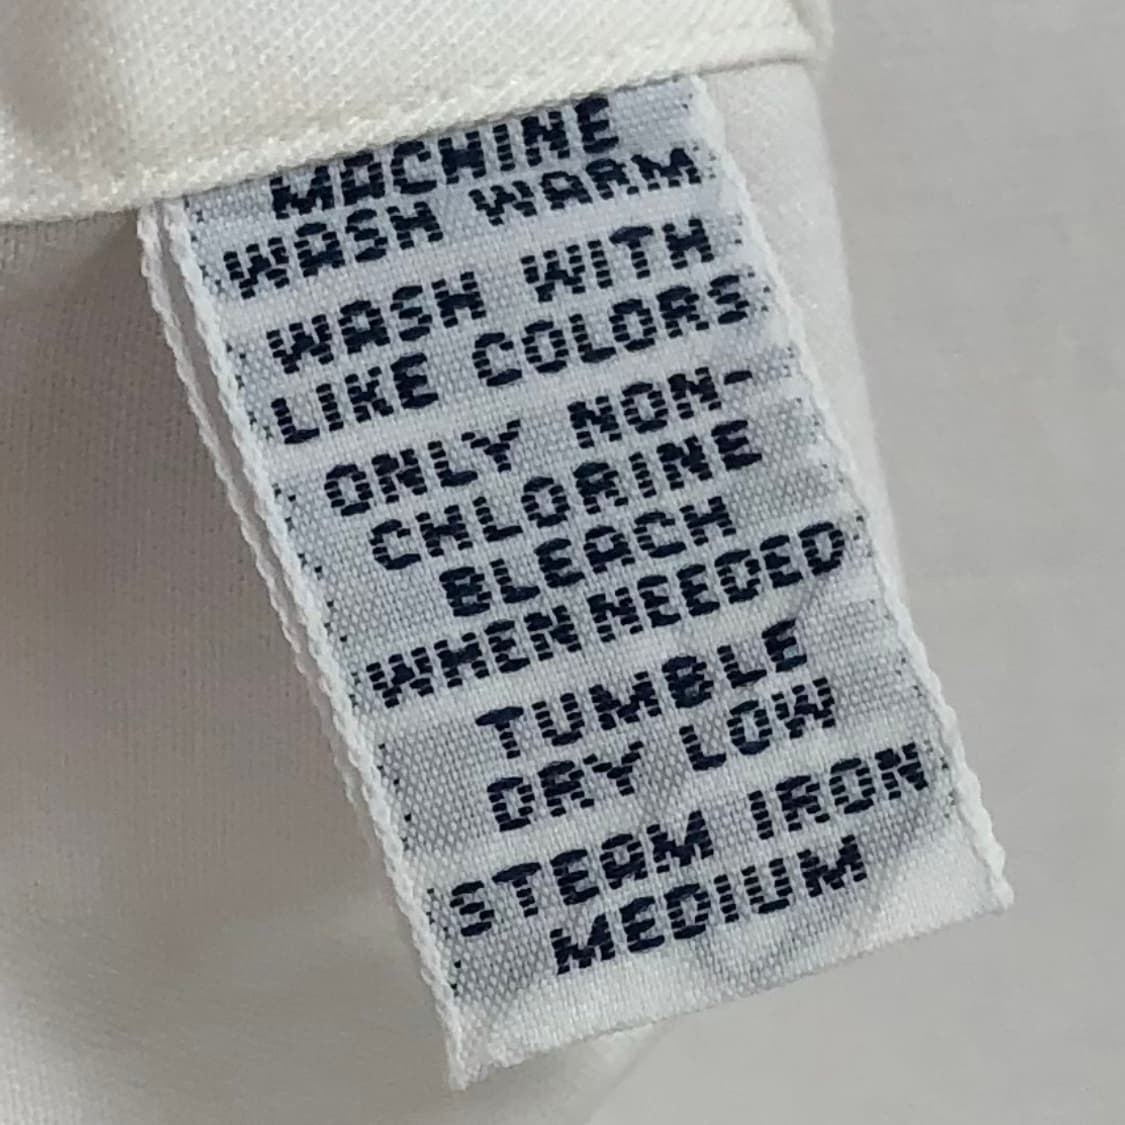 MACHINE
WASH WARM
WASH WITH
LIKE COLORS
ONLY NON-
CHLORINE
BLEACH
WHEN NEEDED
TUMBLE
DRY LOW
STEAM IRON
MEDIUM